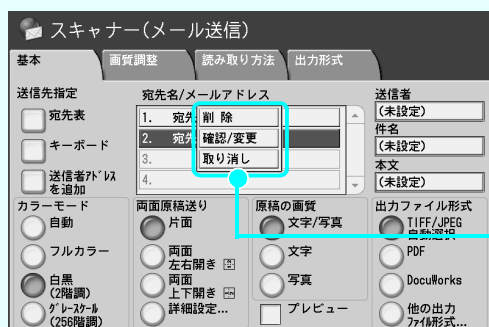 スキャナー(メール送信)
基本 画質調整 読み取り方法 出力形式
送信先指定 宛先名/メールアドレス 送信者
宛先表 1. 宛先 削 除 (未設定)
件名
キーボード 2. 宛先 確認/変更 (未設定)
3. 取り消し 本文
送信者アドレス
を追加 4. (未設定)
カラーモード 両面原稿送り 原稿の画質 出力ファイル形式
自動 片面 文字/写真 TIFF/JPEG
自動選択
フルカラー 両面
左右開き 文字 PDF
白黒
(2階調) 両面
上下開き 写真 DocuWorks
グレースケール
(256階調) 詳細設定... プレビュー 他の出力
ファイル形式...